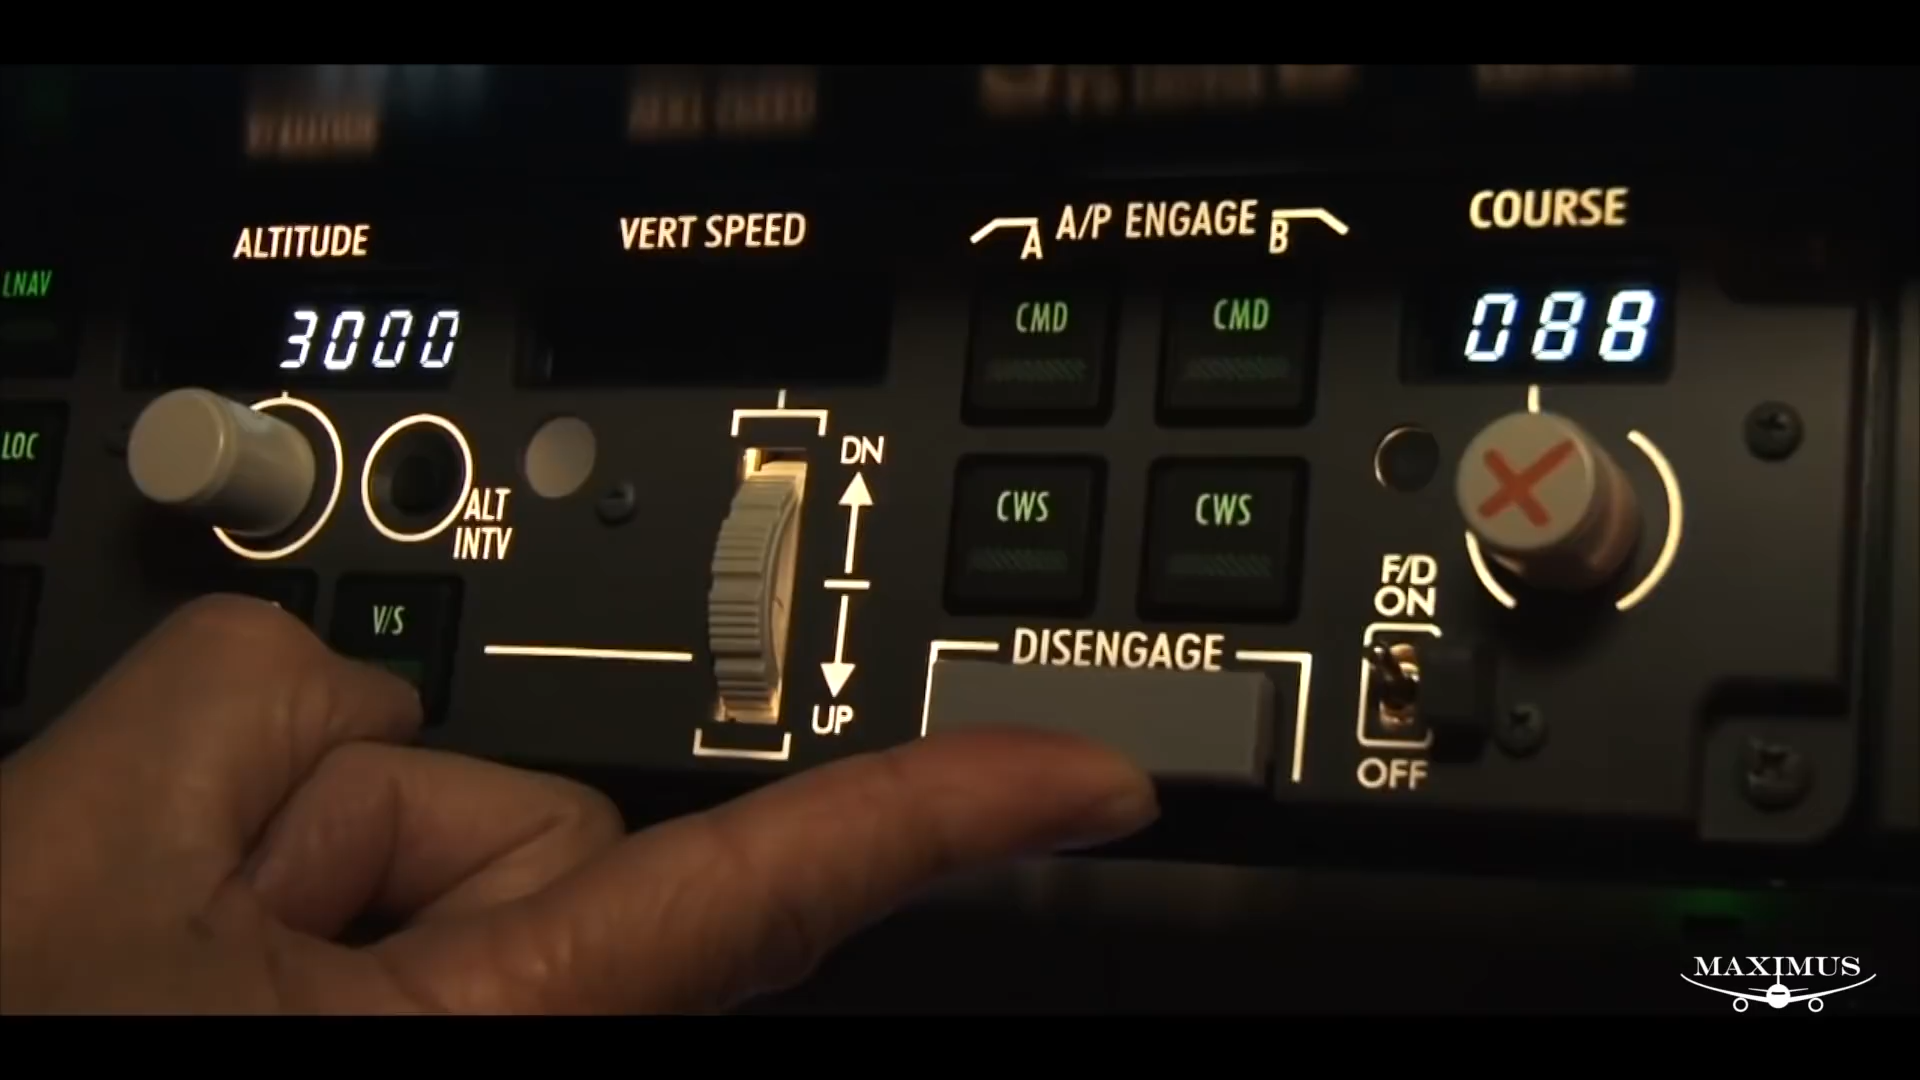 ALTITUDE
VERT SPEED
A/P ENGAGE
A
B
COURSE
LNAV
3000
CMD
CMD
088
LOC
ALT
INTV
DN
CWS
CWS
F/D
ON
V/S
DISENGAGE
UP
OFF
MAXIMUS